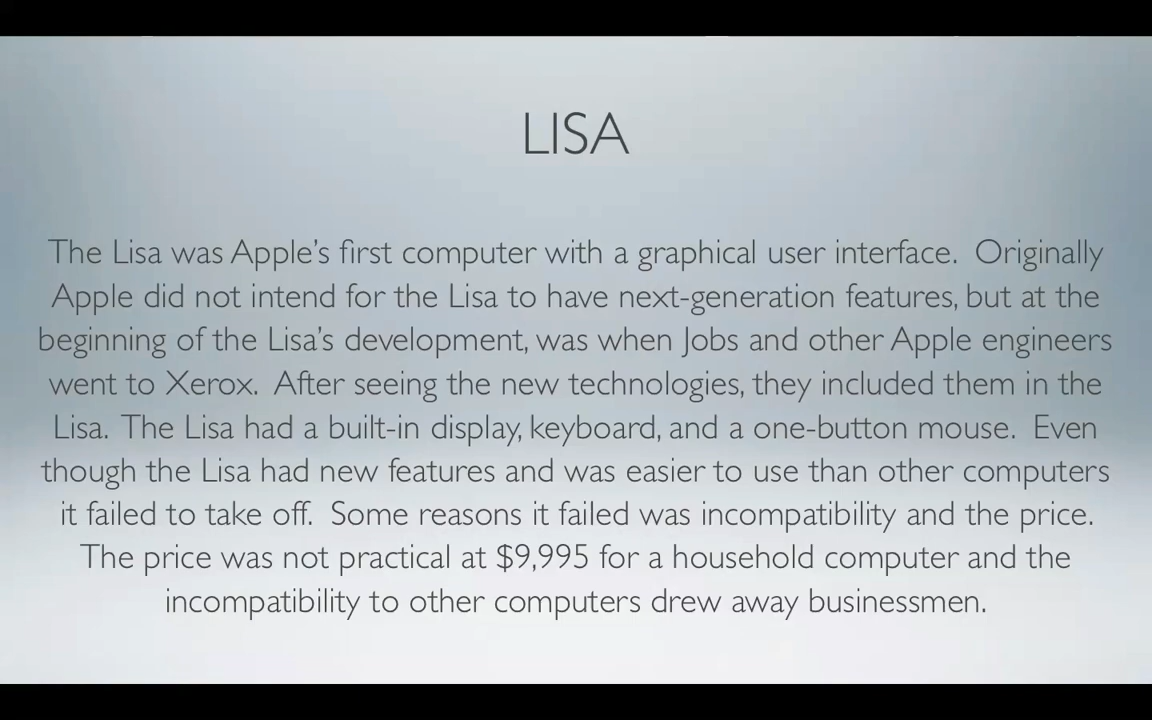 LISA
The Lisa was Apple’s first computer with a graphical user interface.  Originally
Apple did not intend for the Lisa to have next-generation features, but at the
beginning of the Lisa’s development, was when Jobs and other Apple engineers
went to Xerox.  After seeing the new technologies, they included them in the
Lisa.  The Lisa had a built-in display, keyboard, and a one-button mouse.  Even
though the Lisa had new features and was easier to use than other computers
it failed to take off.  Some reasons it failed was incompatibility and the price.
The price was not practical at $9,995 for a household computer and the
incompatibility to other computers drew away businessmen.